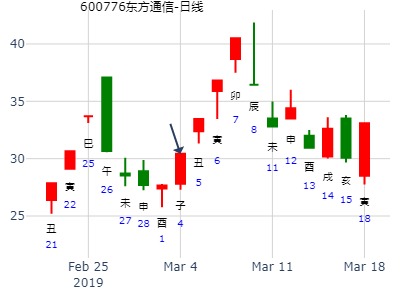 600776东方通信-日线
40
35
30
25
丑
21
寅
22
巳
25
午
26
未
27
申
28
酉
1
子
4
丑
5
寅
6
卯
7
辰
8
未
11
申
12
酉
13
戌
14
亥
15
寅
18
Feb 25
2019
Mar 4
Mar 11
Mar 18